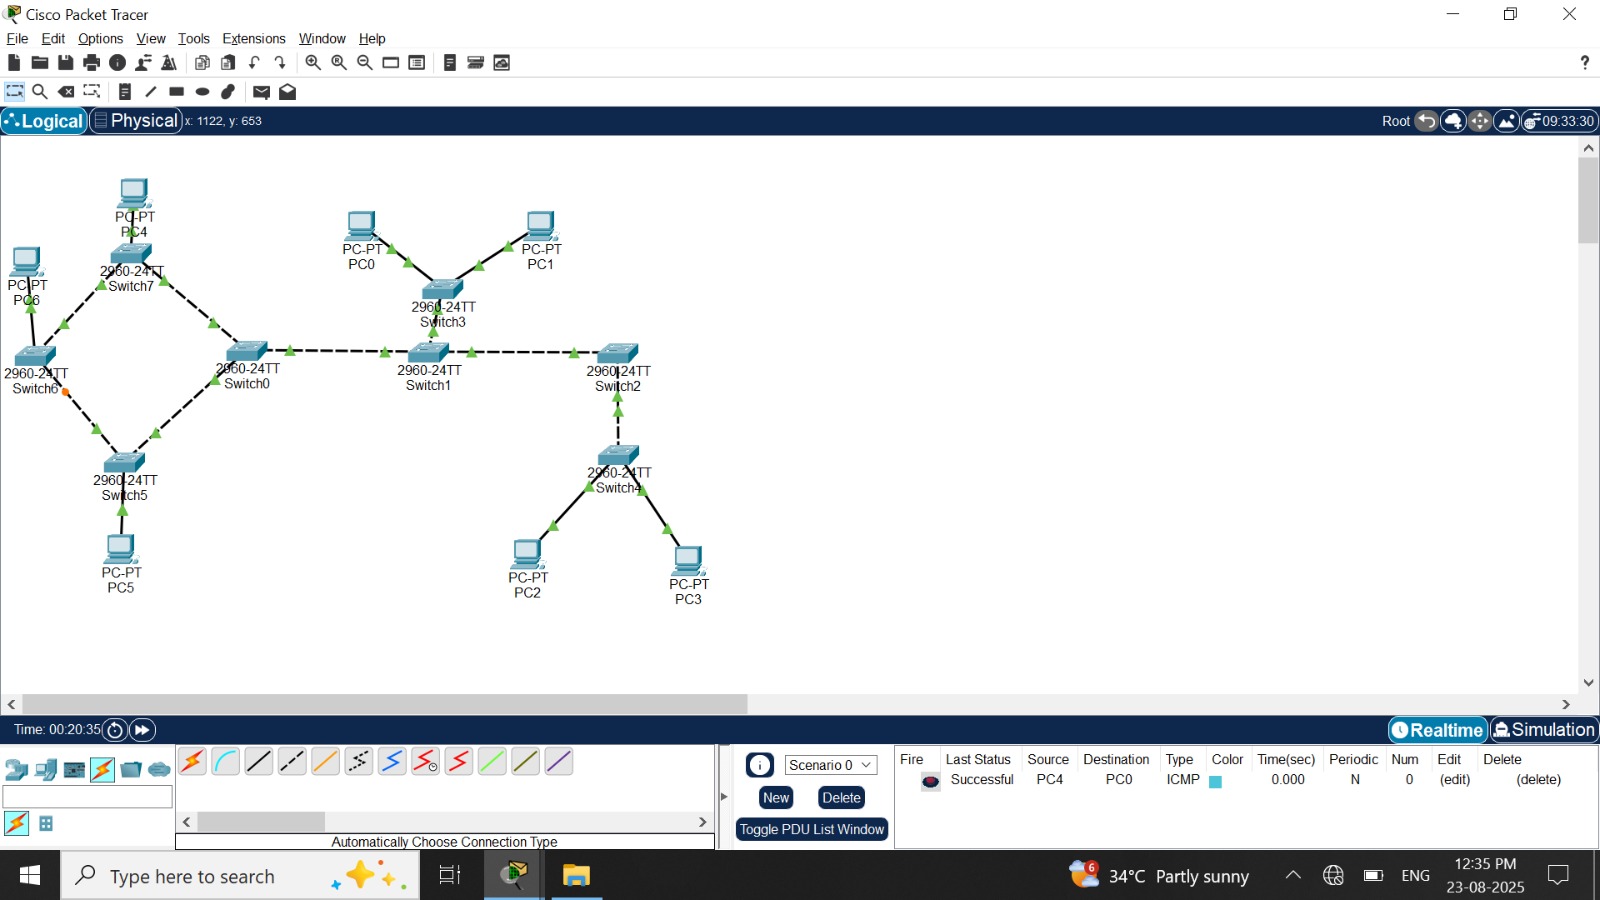 Cisco Packet Tracer
File Edit Options View Tools Extensions Window Help
?
Logical Physical x: 1122, y: 653 Root 09:33:30
PC-PT
PC4
2960-24TT
Switch7
PC-PT
PC6
2960-24TT
Switch6
PC-PT
PC0
PC-PT
PC1
2960-24TT
Switch3
2960-24TT
Switch0
2960-24TT
Switch1
2960-24TT
Switch2
2960-24TT
Switch5
2960-24TT
Switch4
PC-PT
PC5
PC-PT
PC2
PC-PT
PC3
Time: 00:20:35 Realtime Simulation
Automatically Choose Connection Type
Scenario 0
New Delete
Toggle PDU List Window
Fire Last Status Source Destination Type Color Time(sec) Periodic Num Edit Delete
Successful PC4 PC0 ICMP 0.000 N 0 (edit) (delete)
Type here to search
6 34°C Partly sunny ENG
12:35 PM
23-08-2025